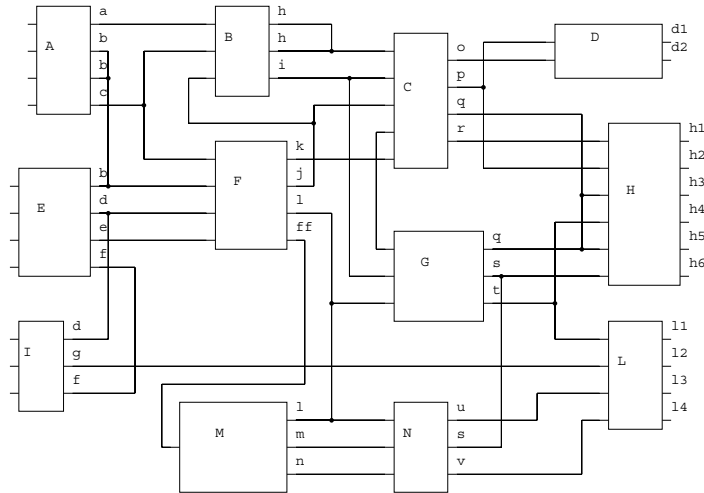 a
b
b
c
A
h
h
i
B
o
p
q
r
C
d1
d2
D
b
d
e
f
E
k
j
l
ff
F
q
s
t
G
h1
h2
h3
h4
h5
h6
H
d
g
f
I
l1
l2
l3
l4
L
l
m
n
M
u
s
v
N